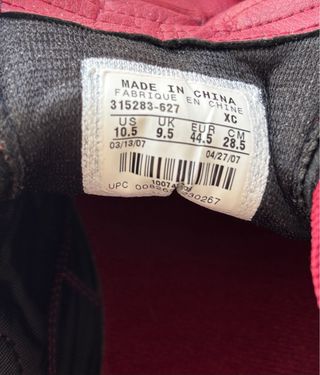 MADE IN CHINA
FABRIQUE EN CHINE
315283-627 XC
US UK EUR CM
10.5 9.5 44.5 28.5
03/13/07 04/27/07
UPC